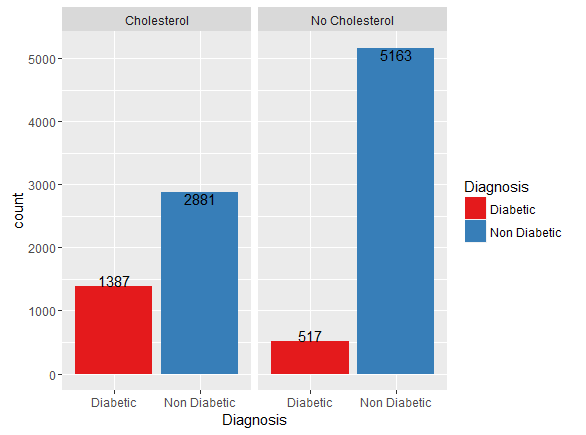 Cholesterol
No Cholesterol
count
5000
4000
3000
2000
1000
0
1387
2881
517
5163
Diabetic
Non Diabetic
Diabetic
Non Diabetic
Diagnosis
Diagnosis
Diabetic
Non Diabetic